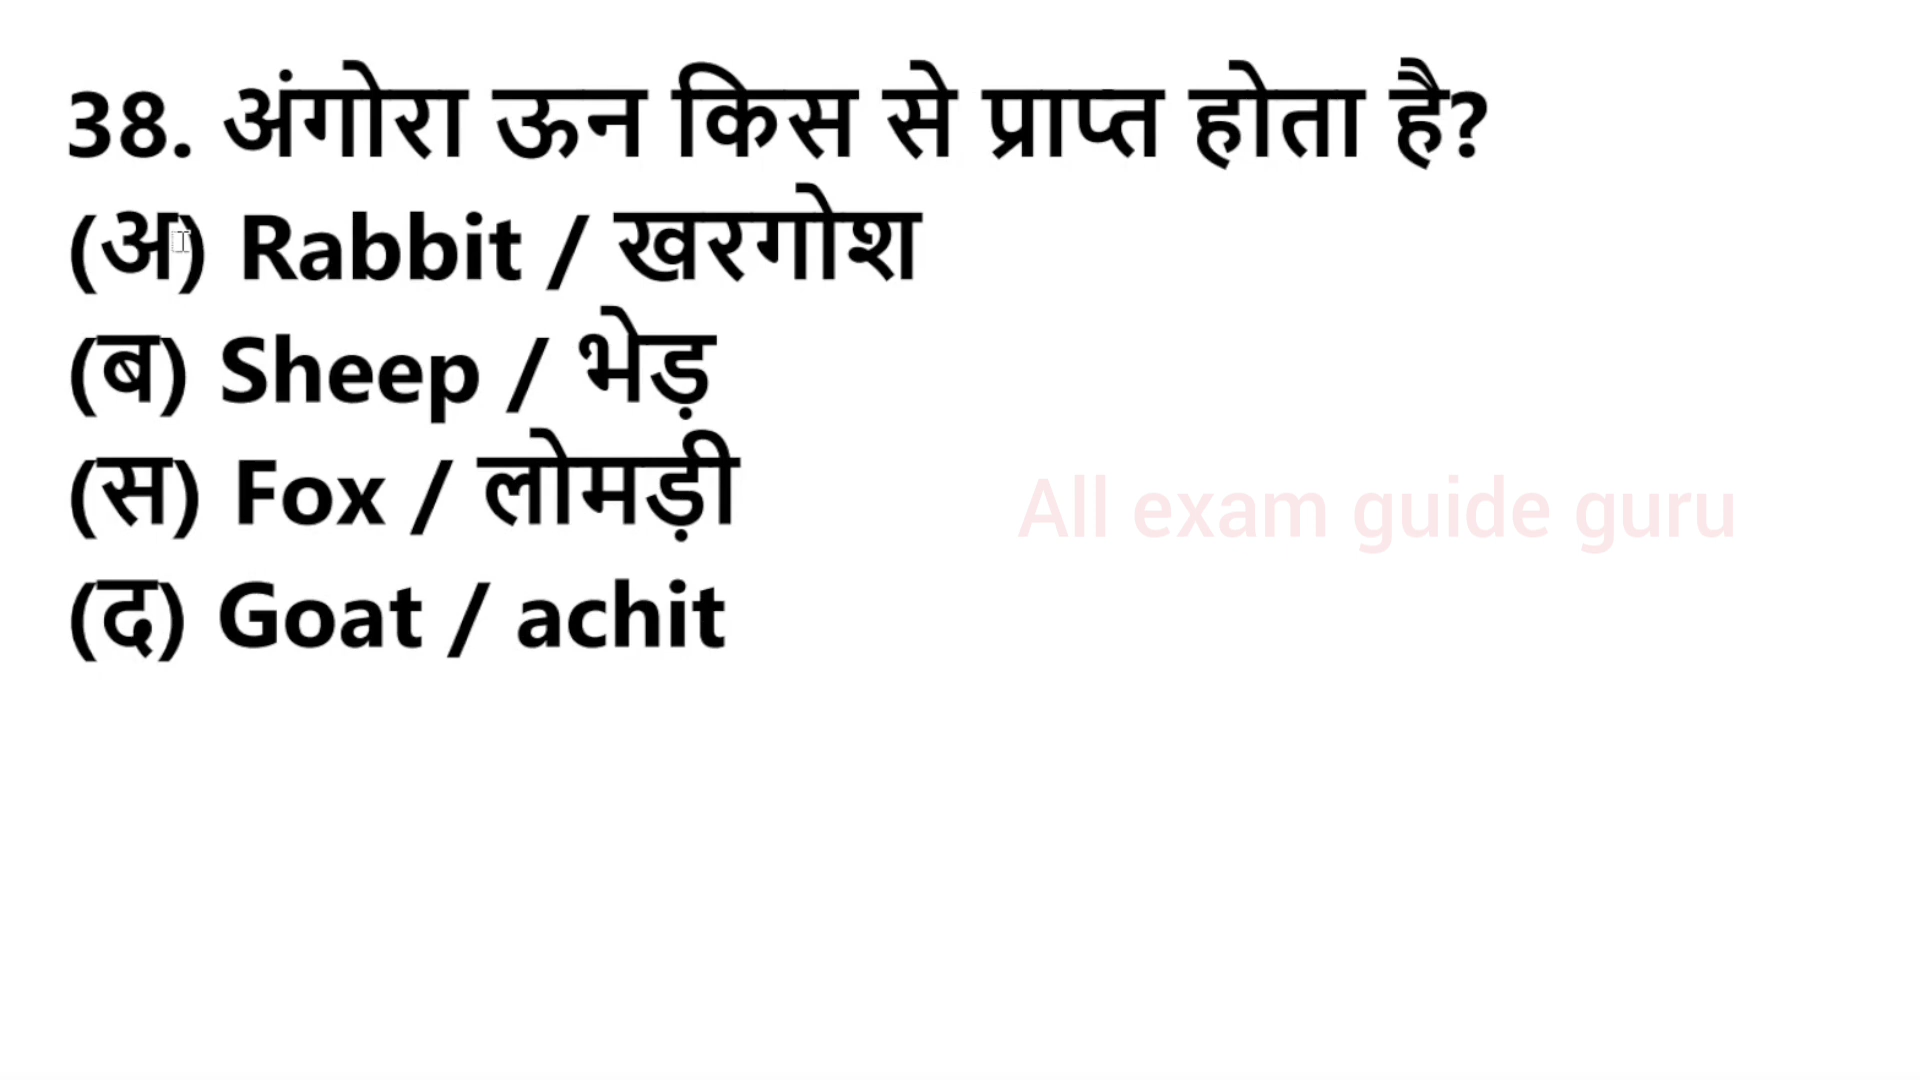 38. अंगोरा ऊन किस से प्राप्त होता है?
(अ) Rabbit / खरगोश
(ब) Sheep / भेड़
(स) Fox / लोमड़ी
All exam guide guru
(द) Goat / achit